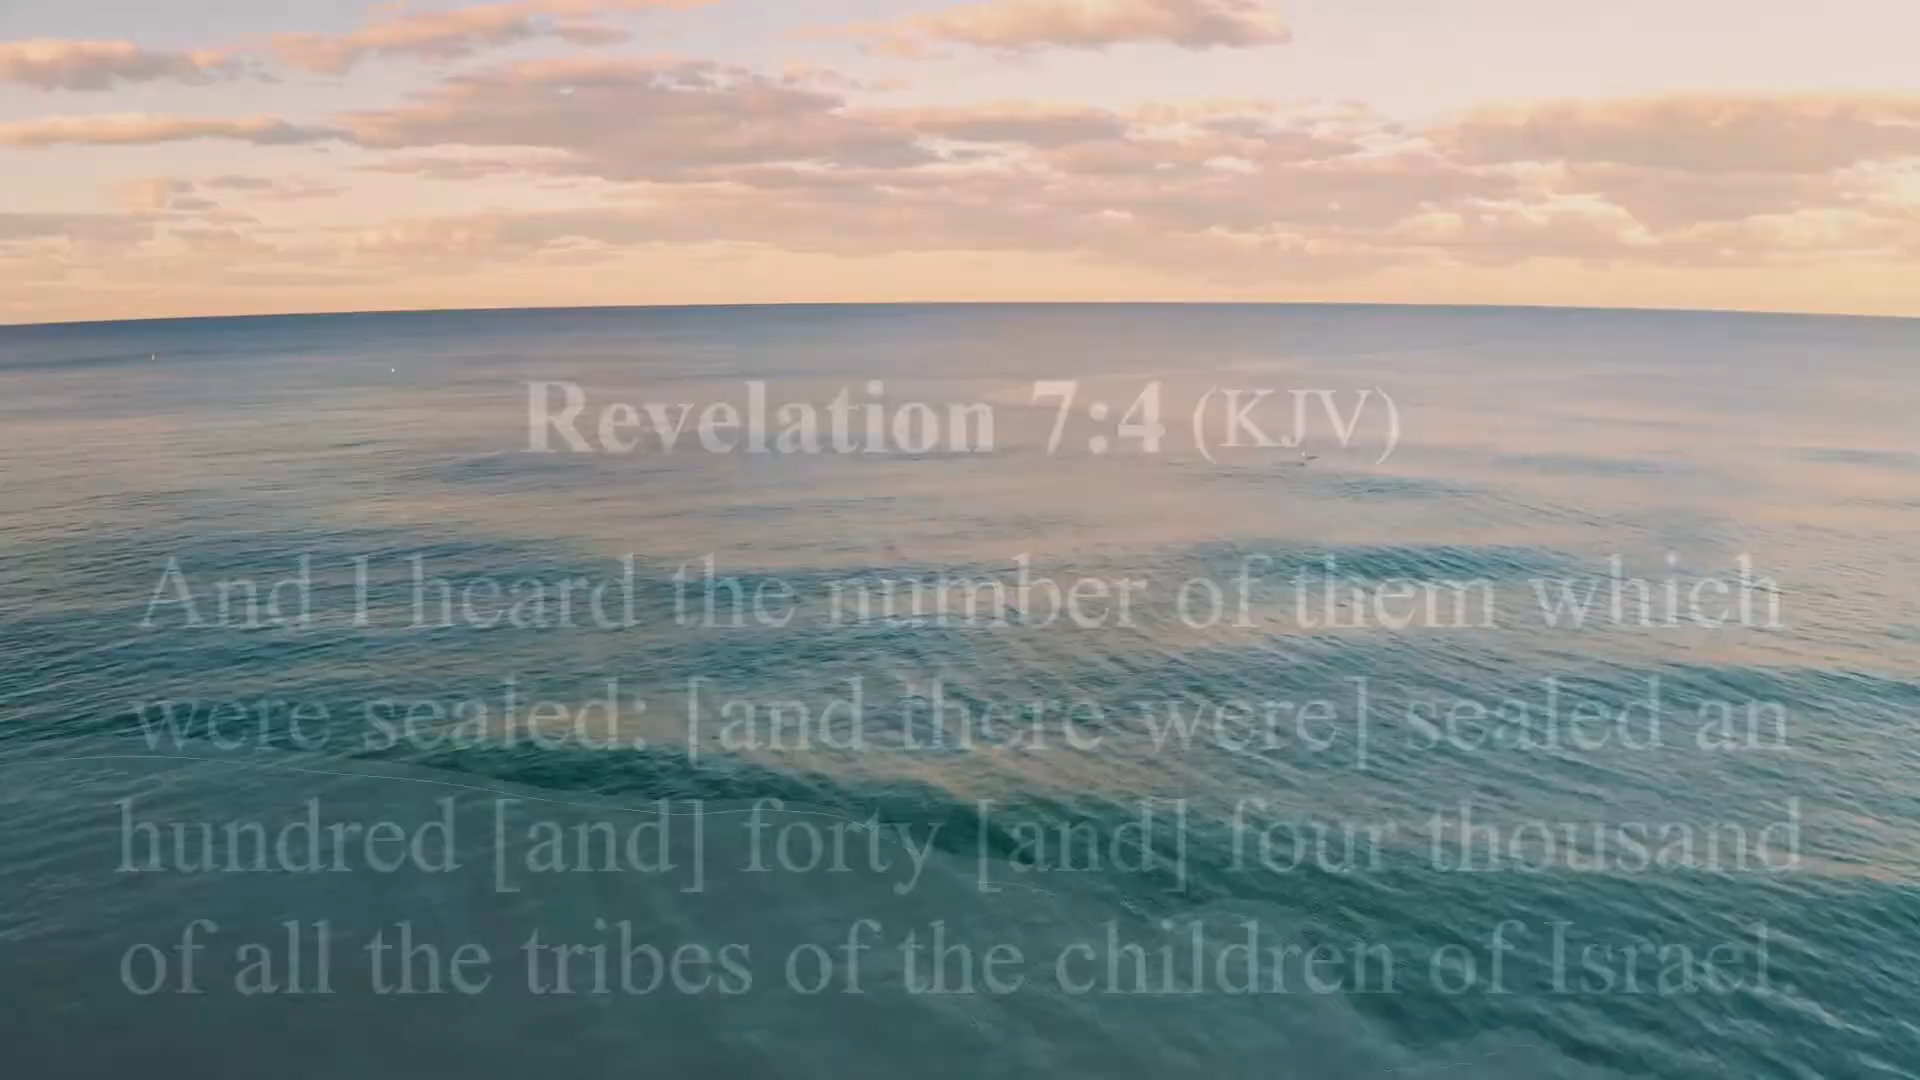 Revelation 7:4 (KJV)
And I heard the number of them which
were sealed: [and there were] sealed an
hundred [and] forty [and] four thousand
of all the tribes of the children of Israel.